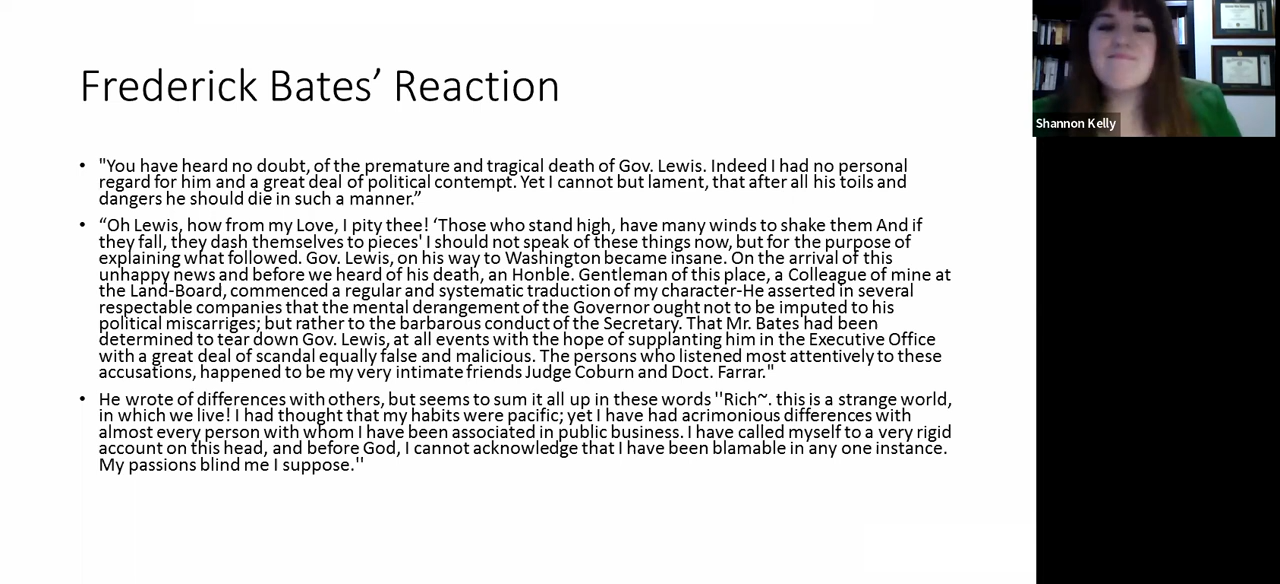 Frederick Bates’ Reaction
• "You have heard no doubt, of the premature and tragical death of Gov. Lewis. Indeed I had no personal
regard for him and a great deal of political contempt. Yet I cannot but lament, that after all his toils and
dangers he should die in such a manner.”
• “Oh Lewis, how from my Love, I pity thee! ‘Those who stand high, have many winds to shake them And if
they fall, they dash themselves to pieces' I should not speak of these things now, but for the purpose of
explaining what followed. Gov. Lewis, on his way to Washington became insane. On the arrival of this
unhappy news and before we heard of his death, an Honble. Gentleman of this place, a Colleague of mine at
the Land-Board, commenced a regular and systematic traduction of my character-He asserted in several
respectable companies that the mental derangement of the Governor ought not to be imputed to his
political miscarriges; but rather to the barbarous conduct of the Secretary. That Mr. Bates had been
determined to tear down Gov. Lewis, at all events with the hope of supplanting him in the Executive Office
with a great deal of scandal equally false and malicious. The persons who listened most attentively to these
accusations, happened to be my very intimate friends Judge Coburn and Doct. Farrar."
• He wrote of differences with others, but seems to sum it all up in these words ''Rich~. this is a strange world,
in which we live! I had thought that my habits were pacific; yet I have had acrimonious differences with
almost every person with whom I have been associated in public business. I have called myself to a very rigid
account on this head, and before God, I cannot acknowledge that I have been blamable in any one instance.
My passions blind me I suppose.''
Shannon Kelly